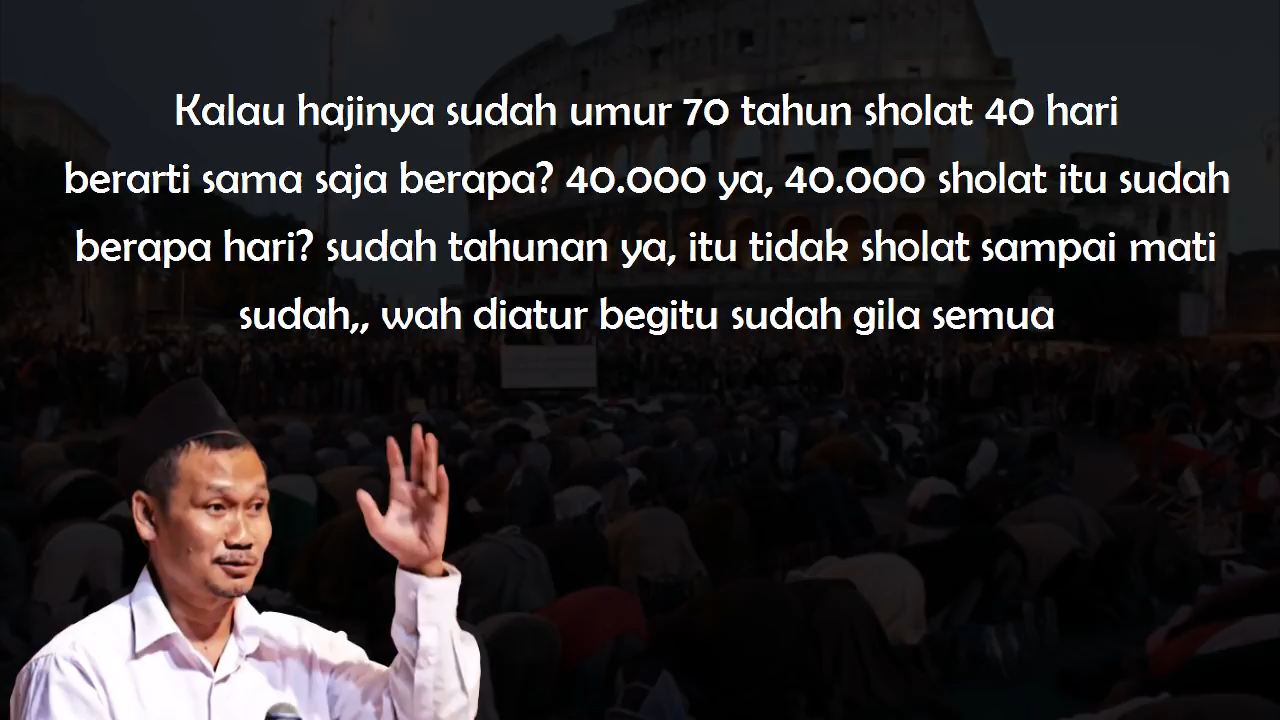 Kalau hajinya sudah umur 70 tahun sholat 40 hari
berarti sama saja berapa? 40.000 ya, 40.000 sholat itu sudah
berapa hari? sudah tahunan ya, itu tidak sholat sampai mati
sudah,, wah diatur begitu sudah gila semua